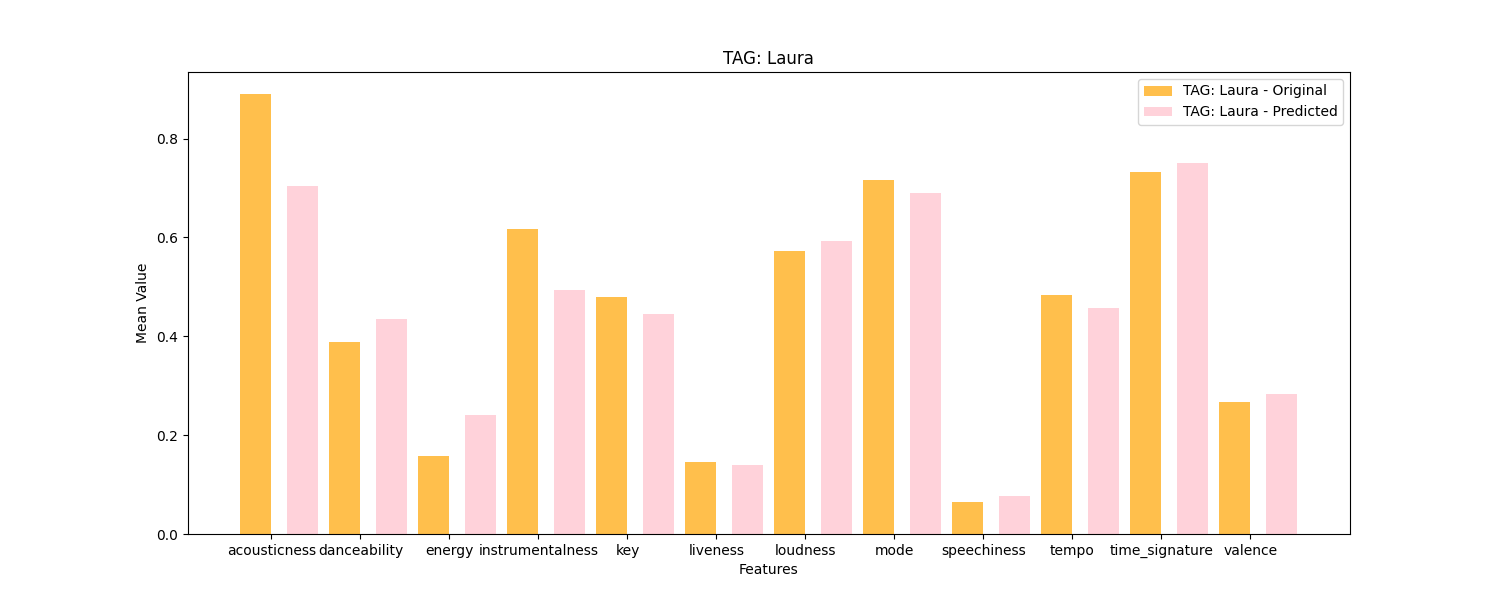 TAG: Laura
TAG: Laura - Original
TAG: Laura - Predicted
Mean Value
0.8
0.6
0.4
0.2
0.0
acousticness danceability energy instrumentalness key liveness loudness mode speechiness tempo time_signature valence
Features